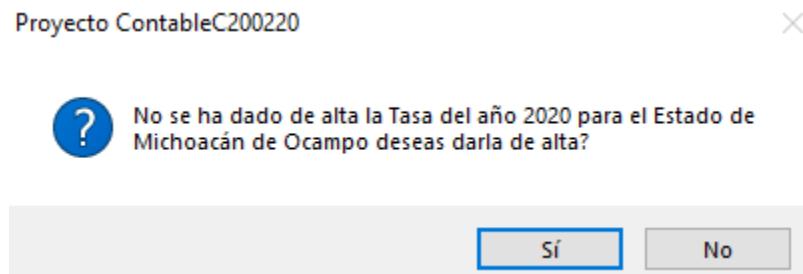 Proyecto ContableC200220
No se ha dado de alta la Tasa del año 2020 para el Estado de
Michoacán de Ocampo deseas darla de alta?
Sí
No